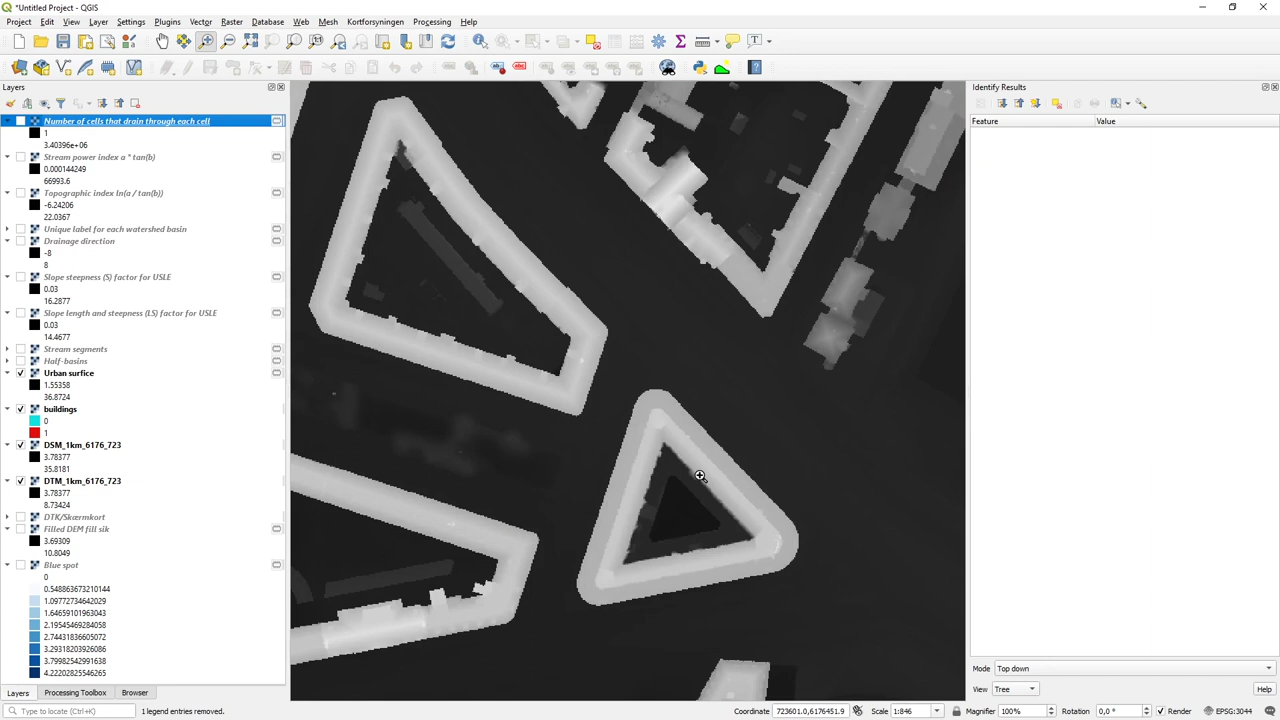 *Untitled Project - QGIS
Project Edit View Layer Settings Plugins Vector Raster Database Web Mesh Kortforsyningen Processing Help
Layers
Number of cells that drain through each cell
1
3.40396e+06
Stream power index a * tan(b)
0.000144249
66993.6
Topographic index ln(a / tan(b))
-6.24206
22.0367
Unique label for each watershed basin
Drainage direction
-8
8
Slope steepness (S) factor for USLE
0.03
16.2877
Slope length and steepness (LS) factor for USLE
0.03
14.4677
Stream segments
Half-basins
Urban surfice
1.55358
36.8724
buildings
0
1
DSM_1km_6176_723
3.78377
35.8181
DTM_1km_6176_723
3.78377
8.73424
DTK/Skærmkort
Filled DEM fill sik
3.69309
10.8049
Blue spot
0
0.548863673210144
1.09772734642029
1.64659101963043
2.19545469284058
2.74431836605072
3.29318203926086
3.79982542991638
4.22202825546265
Layers Processing Toolbox Browser
Identify Results
Feature Value
Mode Top down
View Tree Help
Type to locate (Ctrl+K) 1 legend entries removed. Coordinate 723601.0,6176451.9 Scale 1:846 Magnifier 100% Rotation 0,0 ° Render EPSG:3044